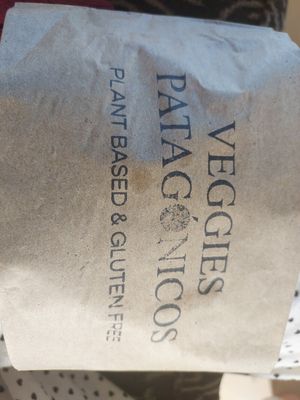 VEGGIES
PATAGÓNICOS
PLANT BASED & GLUTEN FREE